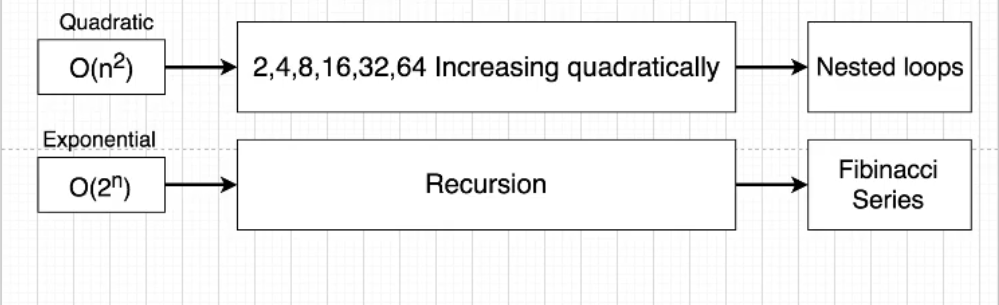 Quadratic
O(n²)
2,4,8,16,32,64 Increasing quadratically
Nested loops
Exponential
O(2ⁿ)
Recursion
Fibinacci
Series